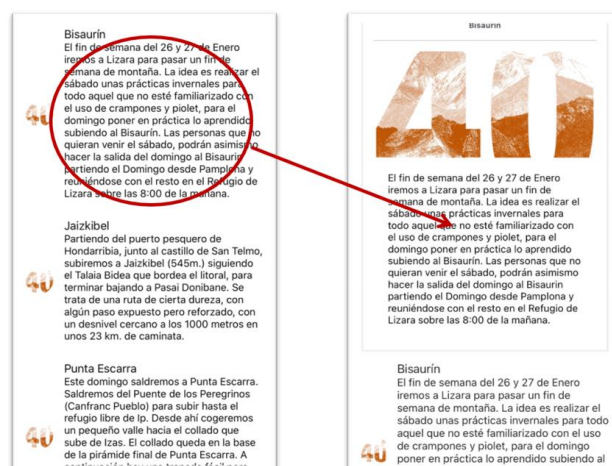 Bisaurín
El fin de semana del 26 y 27 de Enero
iremos a Lizara para pasar un fin de
semana de montaña. La idea es realizar el
sábado unas prácticas invernales para
todo aquel que no esté familiarizado con
el uso de crampones y piolet, para el
domingo poner en práctica lo aprendido
subiendo al Bisaurín. Las personas que no
quieran venir el sábado, podrán asimismo
hacer la salida del domingo al Bisaurin
partiendo el Domingo desde Pamplona y
reuniéndose con el resto en el Refugio de
Lizara sobre las 8:00 de la mañana.
40
Jaizkibel
Partiendo del puerto pesquero de
Hondarribia, junto al castillo de San Telmo,
subiremos a Jaizkibel (545m.) siguiendo
el Talaia Bidea que bordea el litoral, para
terminar bajando a Pasai Donibane. Se
trata de una ruta de cierta dureza, con
algún paso expuesto pero reforzado, con
un desnivel cercano a los 1000 metros en
unos 23 km. de caminata.
40
Punta Escarra
Este domingo saldremos a Punta Escarra.
Saldremos del Puente de los Peregrinos
(Canfranc Pueblo) para subir hasta el
refugio libre de Ip. Desde ahí cogeremos
un pequeño valle hacia el collado que
sube de Izas. El collado queda en la base
de la pirámide final de Punta Escarra. A
40
Bisaurín
40
El fin de semana del 26 y 27 de Enero
iremos a Lizara para pasar un fin de
semana de montaña. La idea es realizar el
sábado unas prácticas invernales para
todo aquel que no esté familiarizado con
el uso de crampones y piolet, para el
domingo poner en práctica lo aprendido
subiendo al Bisaurín. Las personas que no
quieran venir el sábado, podrán asimismo
hacer la salida del domingo al Bisaurin
partiendo el Domingo desde Pamplona y
reuniéndose con el resto en el Refugio de
Lizara sobre las 8:00 de la mañana.
Bisaurín
El fin de semana del 26 y 27 de Enero
iremos a Lizara para pasar un fin de
semana de montaña. La idea es realizar el
sábado unas prácticas invernales para todo
aquel que no esté familiarizado con el uso
de crampones y piolet, para el domingo
poner en práctica lo aprendido subiendo al
40